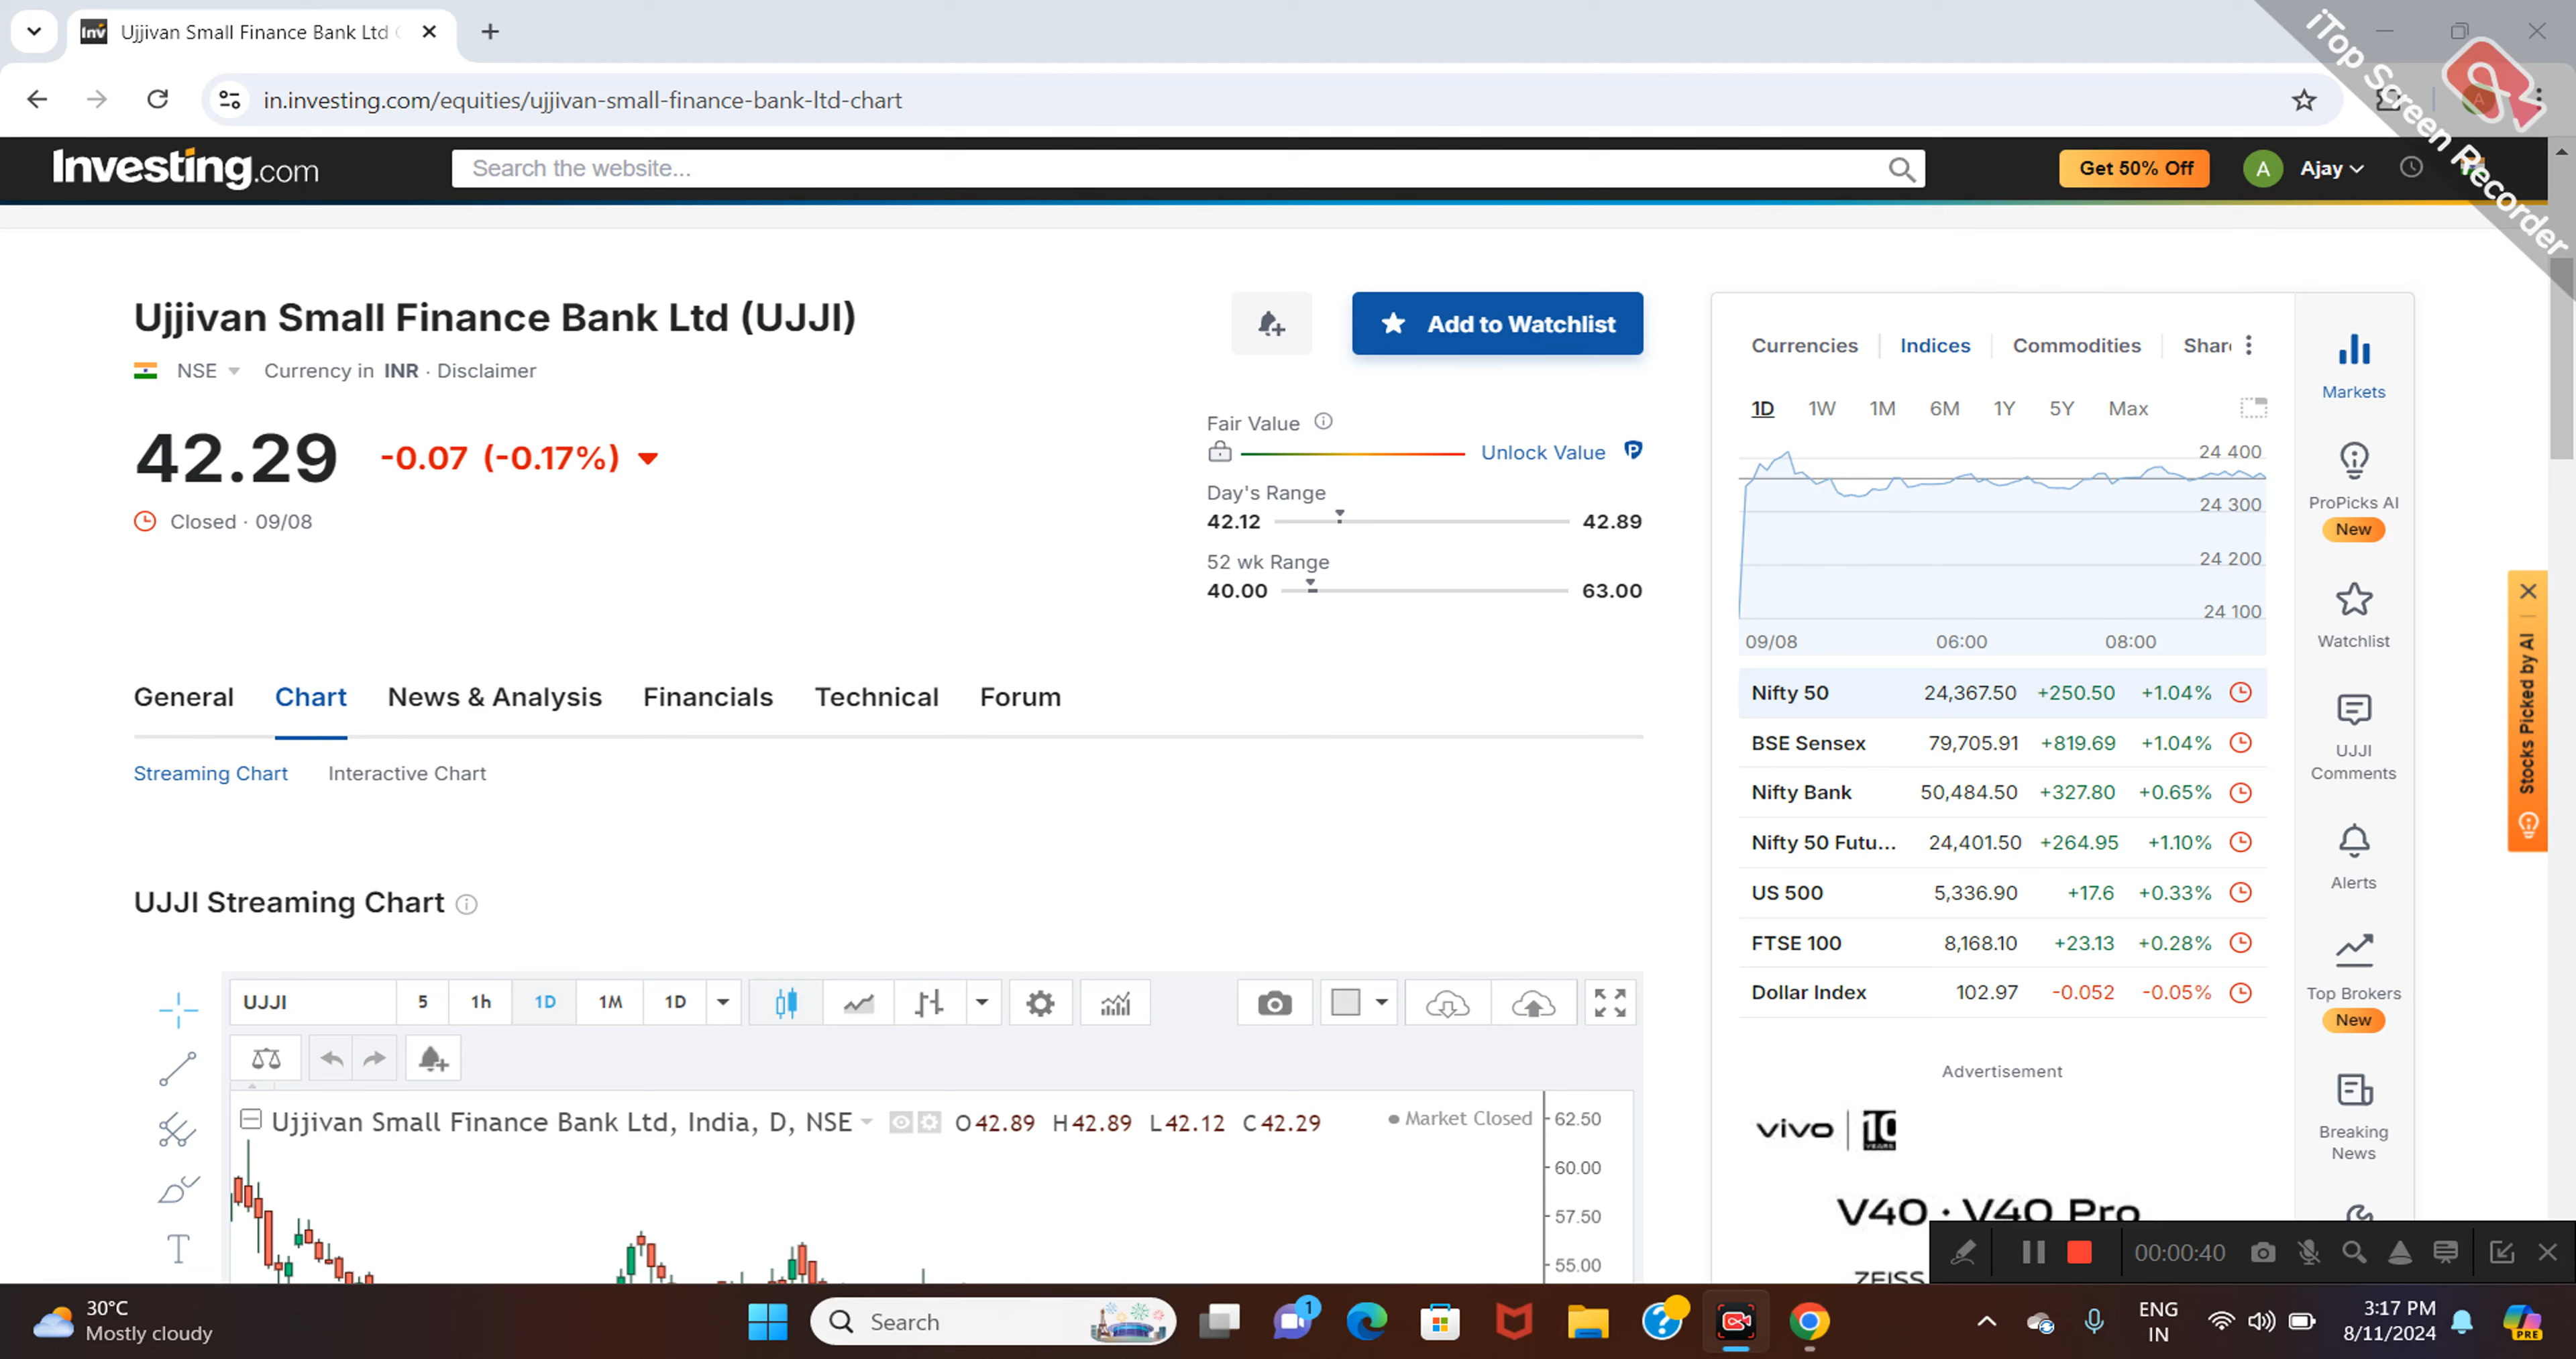 Ujjivan Small Finance Bank Ltd
in.investing.com/equities/ujjivan-small-finance-bank-ltd-chart
iTop Screen Recorder
Investing.com
Search the website...
Get 50% Off
A
Ajay
Ujjivan Small Finance Bank Ltd (UJJI)
NSE
Currency in INR · Disclaimer
42.29 -0.07 (-0.17%)
Closed · 09/08
Add to Watchlist
Fair Value
Unlock Value
Day's Range
42.12 42.89
52 wk Range
40.00 63.00
General Chart News & Analysis Financials Technical Forum
Streaming Chart Interactive Chart
UJJI Streaming Chart
UJJI 5 1h 1D 1M 1D
Ujjivan Small Finance Bank Ltd, India, D, NSE O42.89 H42.89 L42.12 C42.29
Market Closed
62.50
60.00
57.50
55.00
T
Currencies Indices Commodities Shar
1D 1W 1M 6M 1Y 5Y Max
24 400
24 300
24 200
24 100
09/08 06:00 08:00
Nifty 50 24,367.50 +250.50 +1.04%
BSE Sensex 79,705.91 +819.69 +1.04%
Nifty Bank 50,484.50 +327.80 +0.65%
Nifty 50 Futu... 24,401.50 +264.95 +1.10%
US 500 5,336.90 +17.6 +0.33%
FTSE 100 8,168.10 +23.13 +0.28%
Dollar Index 102.97 -0.052 -0.05%
Advertisement
vivo 10 YEARS
V40 · V40 Pro
ZEISS
Markets
ProPicks AI
New
Watchlist
UJJI
Comments
Alerts
Top Brokers
New
Breaking
News
Stocks Picked by AI
00:00:40
30°C
Mostly cloudy
Search
1
ENG
IN
3:17 PM
8/11/2024
PRE